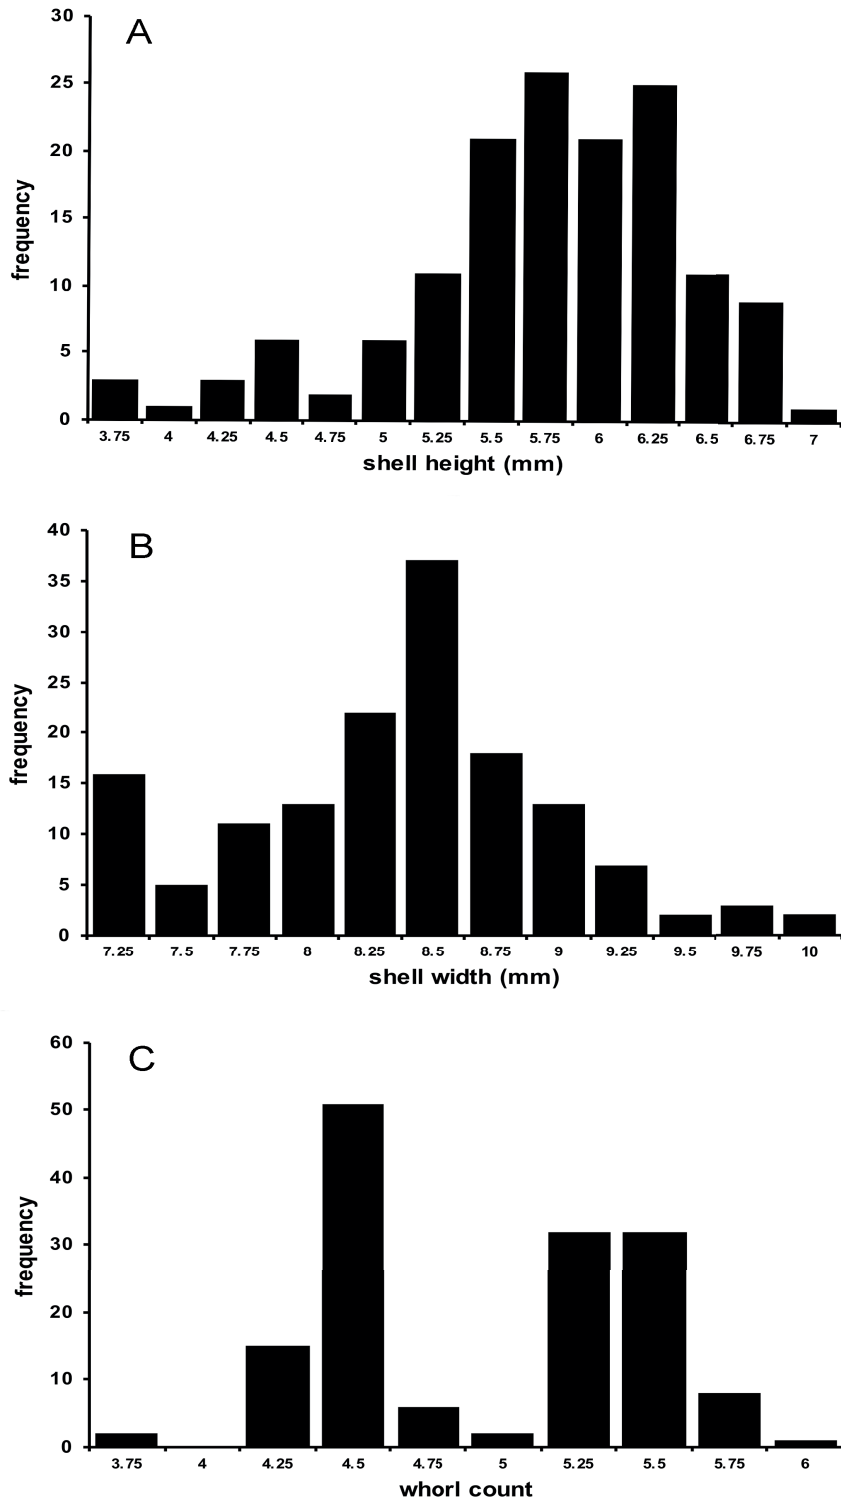 A
30
25
20
15
10
5
0
frequency
3.75 4 4.25 4.5 4.75 5 5.25 5.5 5.75 6 6.25 6.5 6.75 7
shell height (mm)
B
40
35
30
25
20
15
10
5
0
frequency
7.25 7.5 7.75 8 8.25 8.5 8.75 9 9.25 9.5 9.75 10
shell width (mm)
C
60
50
40
30
20
10
0
frequency
3.75 4 4.25 4.5 4.75 5 5.25 5.5 5.75 6
whorl count